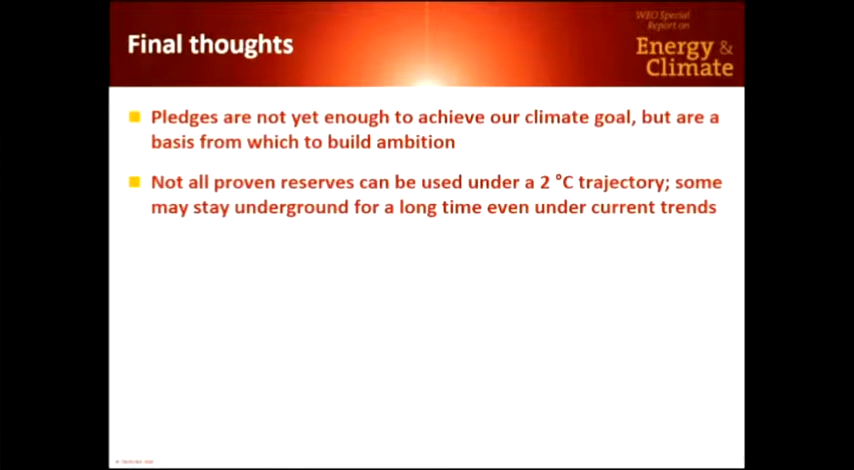 Final thoughts
WEO Special
Report on
Energy &
Climate
Pledges are not yet enough to achieve our climate goal, but are a
basis from which to build ambition
Not all proven reserves can be used under a 2 °C trajectory; some
may stay underground for a long time even under current trends